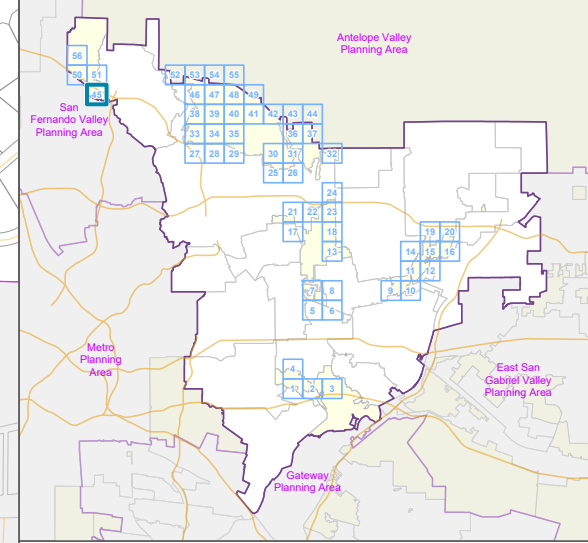 Antelope Valley
Planning Area
56
50 51
45
52 53 54 55
46 47 48 49
38 39 40 41 42 43 44
36 37
33 34 35
27 28 29
30 31 32
25 26
San
Fernando Valley
Planning Area
24
21 22 23
17 18
13
19 20
14 15 16
11 12
9 10
7 8
5 6
Metro
Planning
Area
4
1 2 3
East San
Gabriel Valley
Planning Area
Gateway
Planning Area